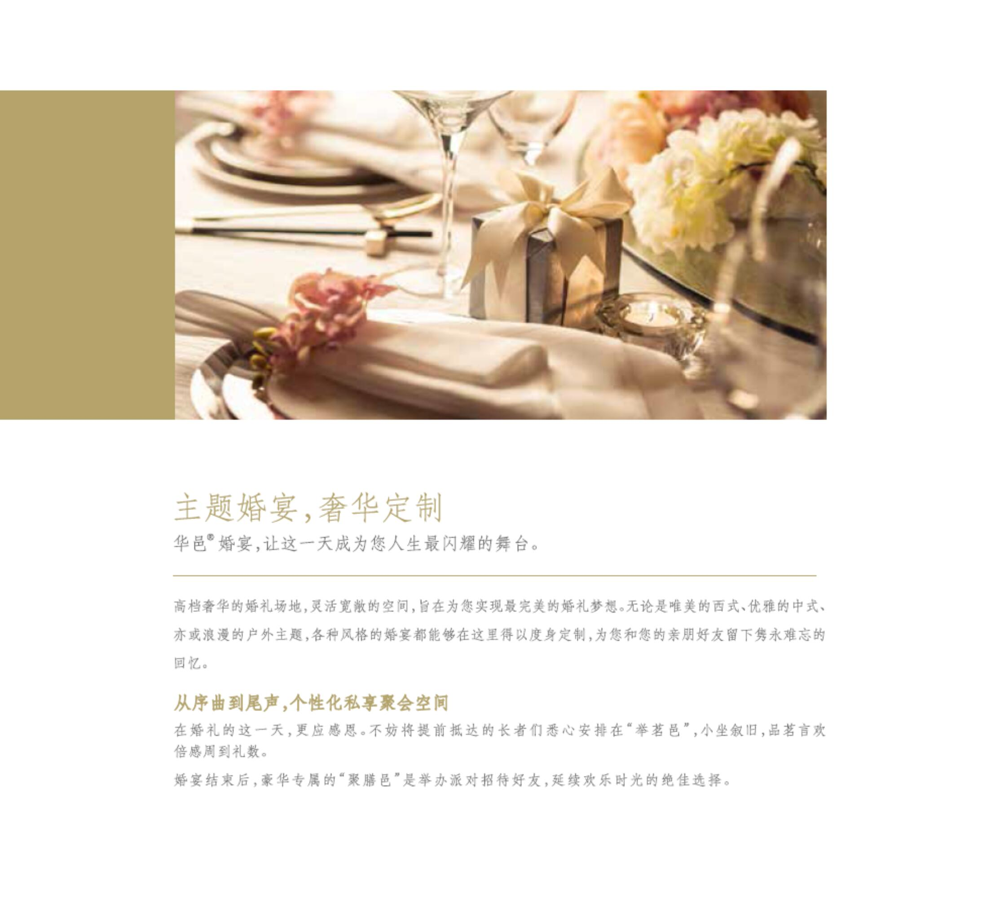 主题婚宴,奢华定制
华邑®婚宴,让这一天成为您人生最闪耀的舞台。
高档奢华的婚礼场地,灵活宽敞的空间,旨在为您实现最完美的婚礼梦想。无论是唯美的西式、优雅的中式、
亦或浪漫的户外主题,各种风格的婚宴都能够在这里得以度身定制,为您和您的亲朋好友留下隽永难忘的
回忆。
从序曲到尾声,个性化私享聚会空间
在婚礼的这一天,更应感恩。不妨将提前抵达的长者们悉心安排在“举茗邑”,小坐叙旧,品茗言欢
倍感周到礼数。
婚宴结束后,豪华专属的“聚膳邑”是举办派对招待好友,延续欢乐时光的绝佳选择。